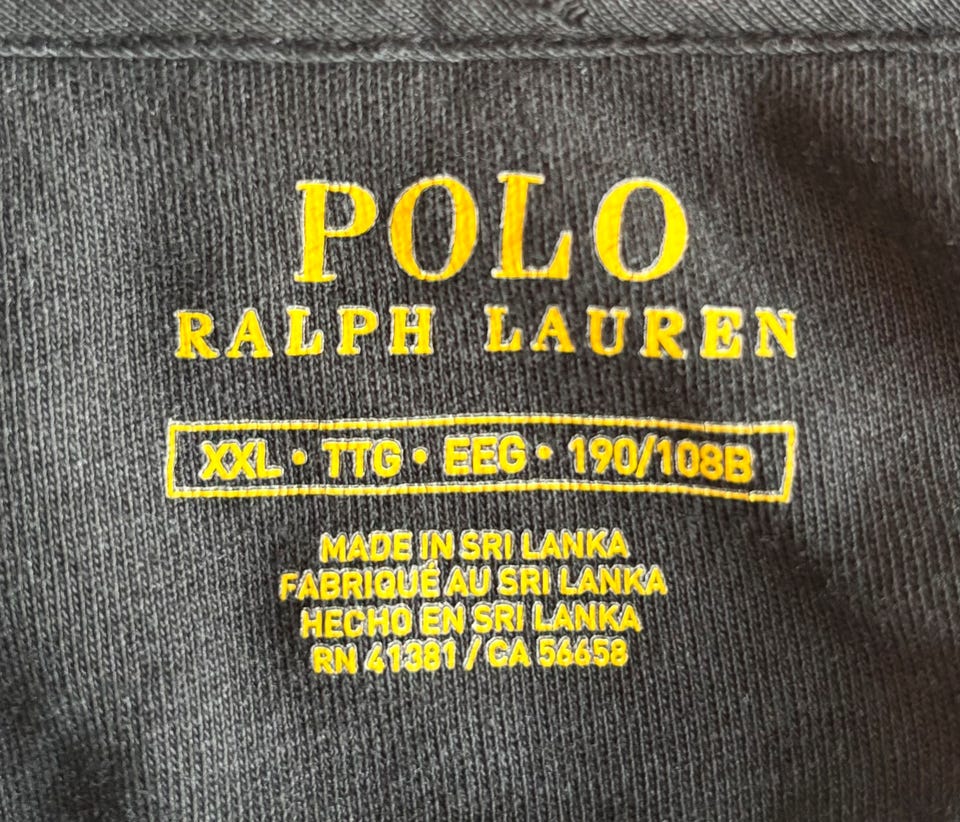 POLO
RALPH LAUREN
XXL • TTG • EEG • 190/108B
MADE IN SRI LANKA
FABRIQUÉ AU SRI LANKA
HECHO EN SRI LANKA
RN 41381 / CA 56658